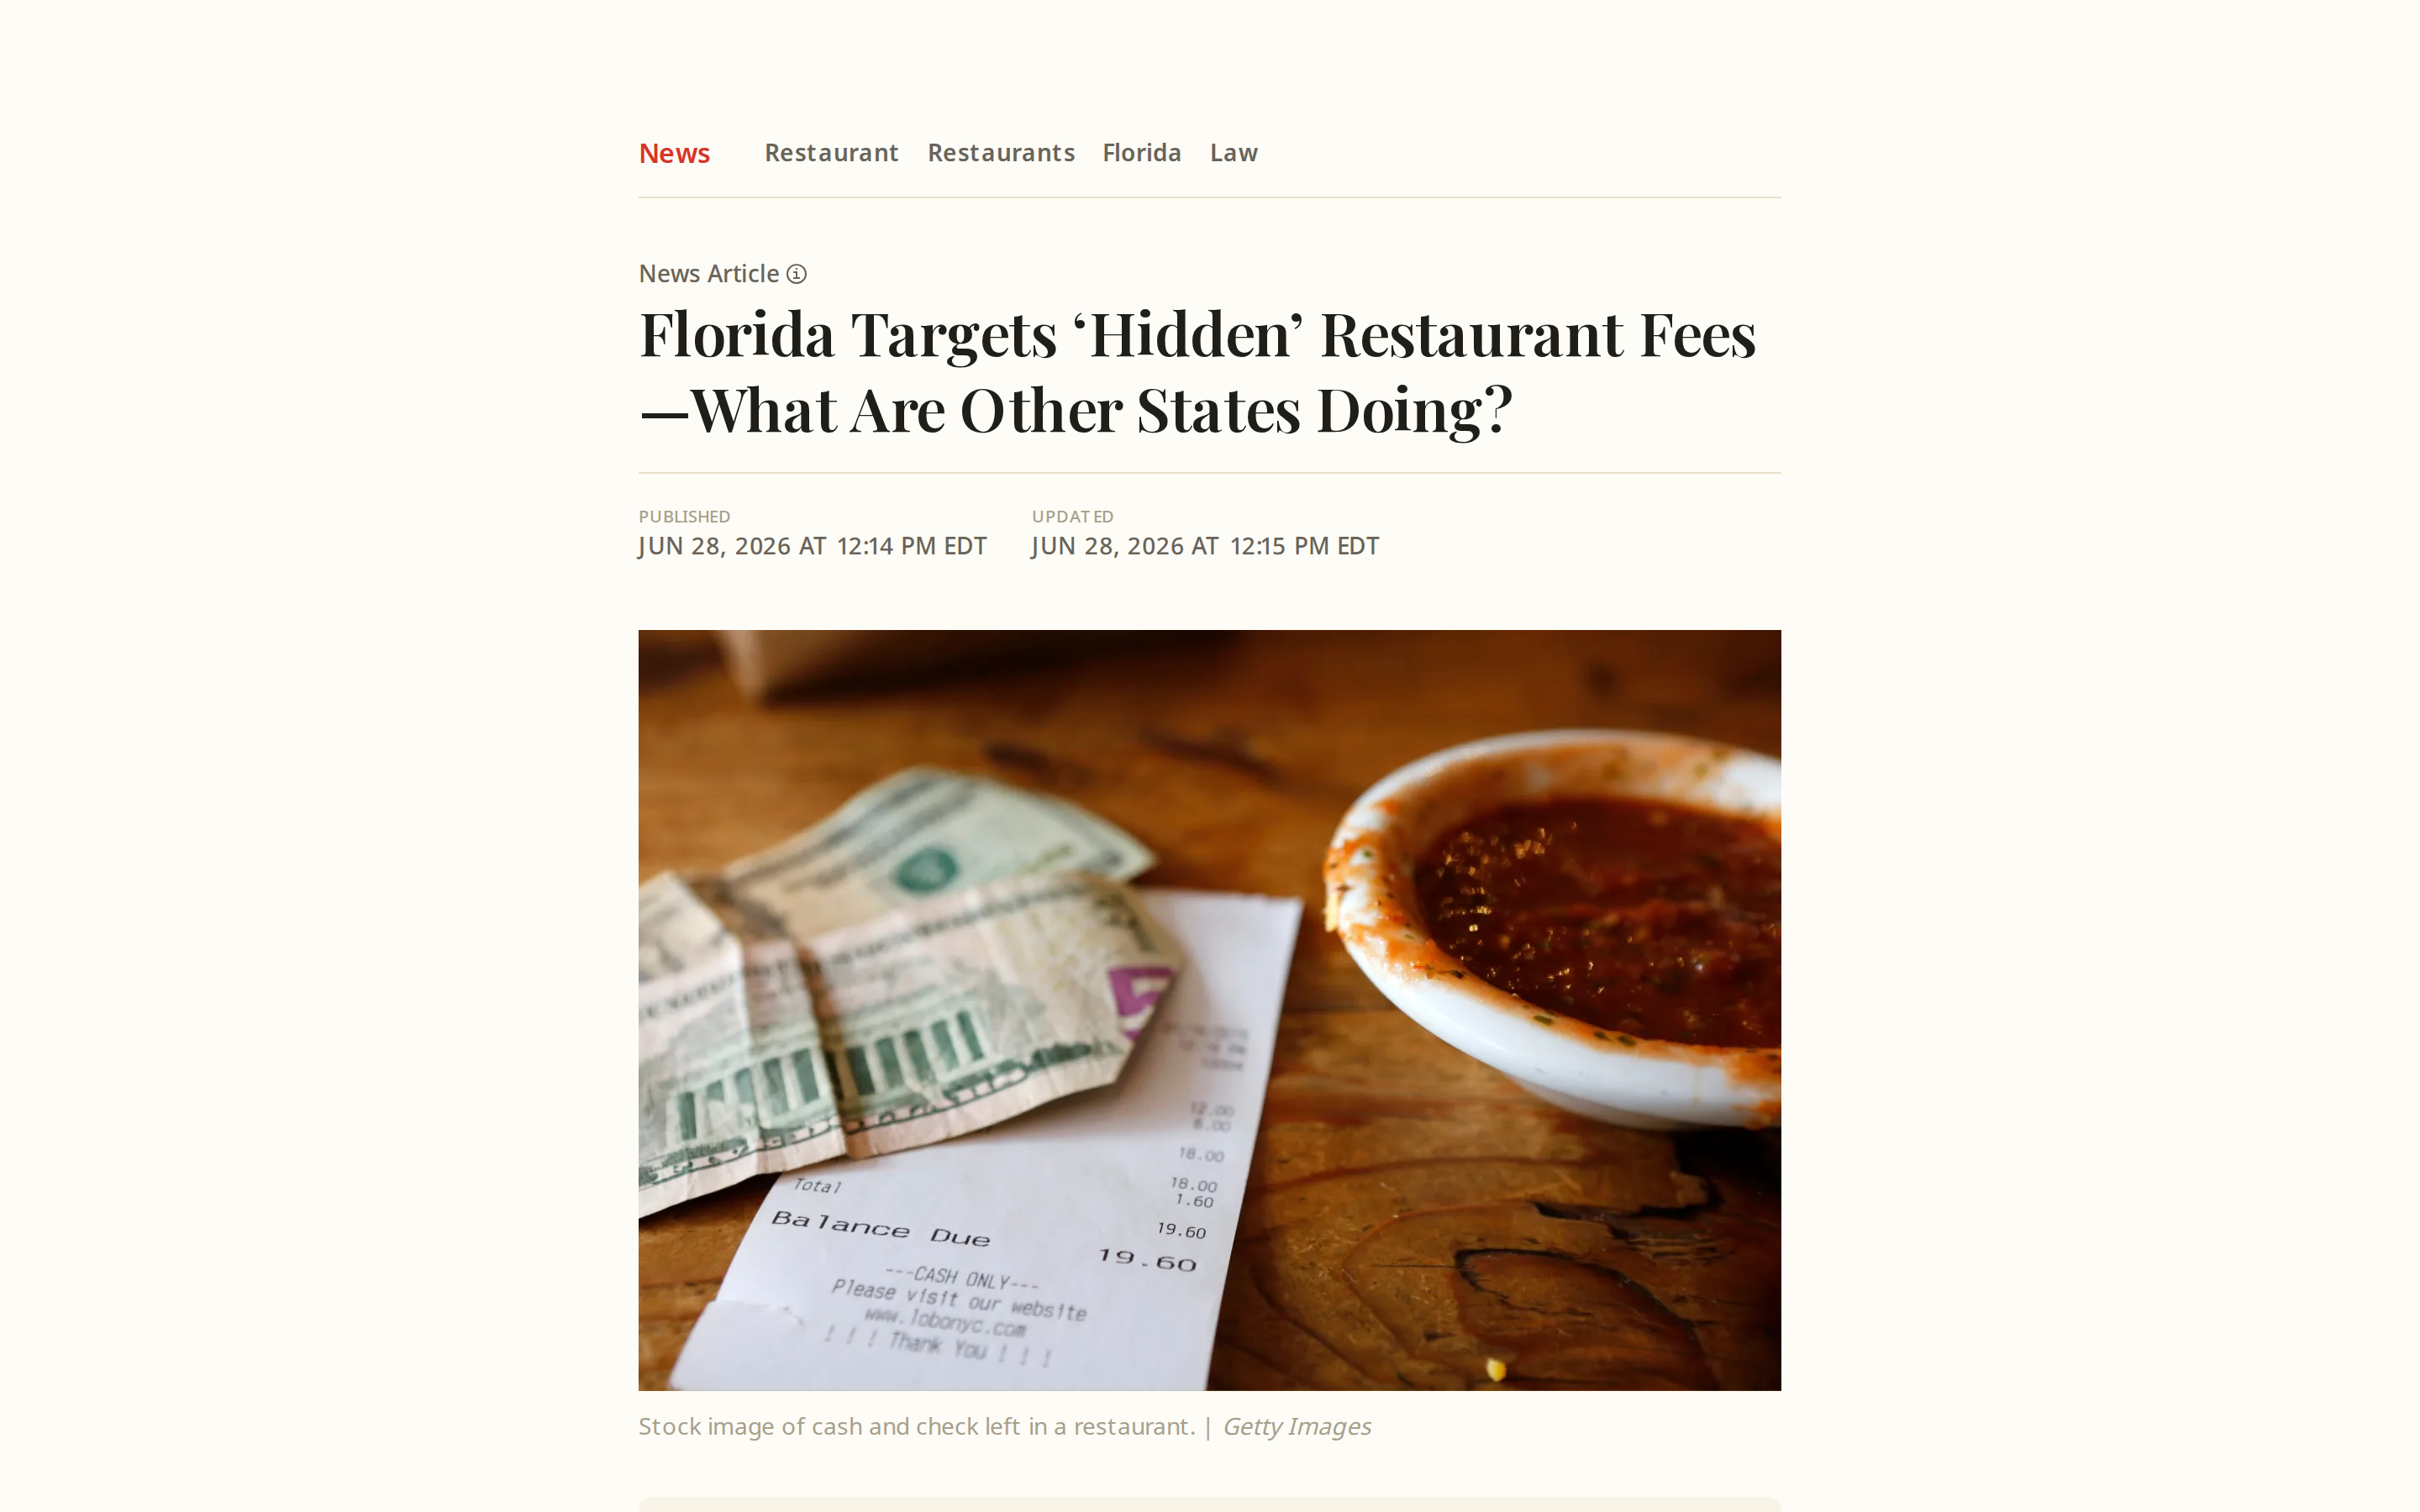 News Restaurant Restaurants Florida Law
News Article
Florida Targets ‘Hidden’ Restaurant Fees
—What Are Other States Doing?
PUBLISHED UPDATED
JUN 28, 2026 AT 12:14 PM EDT JUN 28, 2026 AT 12:15 PM EDT
5
12.00
6.00
18.00
18.00
1.60
Total 19.60
Balance Due 19.60
---CASH ONLY---
Please visit our website
www.lobonyc.com
! ! ! Thank You ! ! !
Stock image of cash and check left in a restaurant. | Getty Images